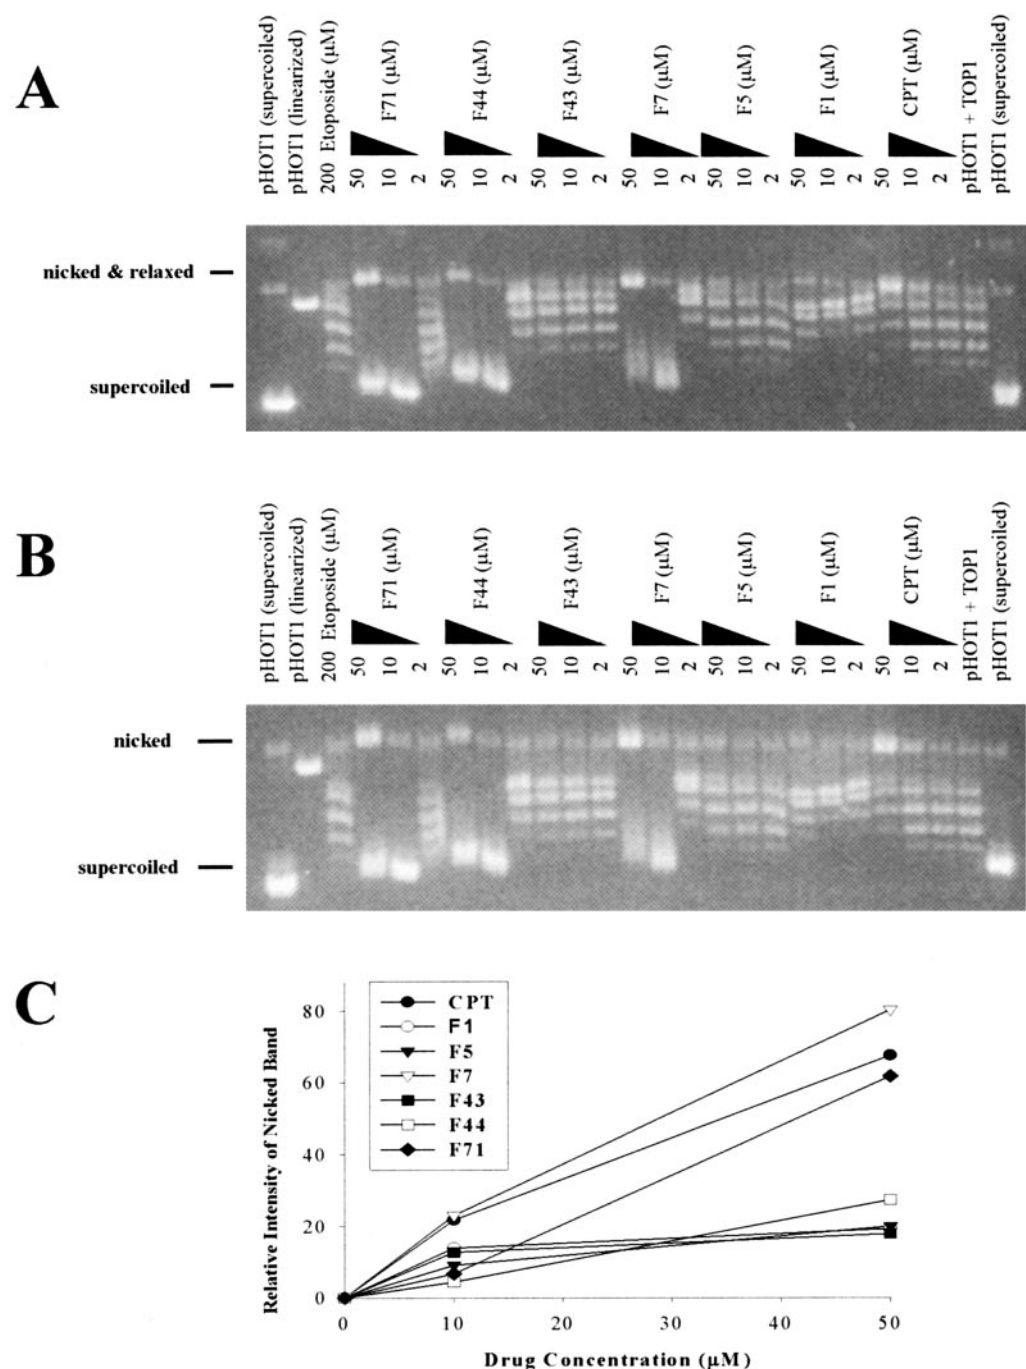 A
pHOT1 (supercoiled)
pHOT1 (linearized)
200 Etoposide (µM)
F71 (µM)
50 10 2
F44 (µM)
50 10 2
F43 (µM)
50 10 2
F7 (µM)
50 10 2
F5 (µM)
50 10 2
F1 (µM)
50 10 2
CPT (µM)
50 10 2
pHOT1 + TOP1
pHOT1 (supercoiled)
nicked & relaxed
supercoiled
B
pHOT1 (supercoiled)
pHOT1 (linearized)
200 Etoposide (µM)
F71 (µM)
50 10 2
F44 (µM)
50 10 2
F43 (µM)
50 10 2
F7 (µM)
50 10 2
F5 (µM)
50 10 2
F1 (µM)
50 10 2
CPT (µM)
50 10 2
pHOT1 + TOP1
pHOT1 (supercoiled)
nicked
supercoiled
C
Relative Intensity of Nicked Band
80
60
40
20
0
CPT
F1
F5
F7
F43
F44
F71
0 10 20 30 40 50
Drug Concentration (µM)